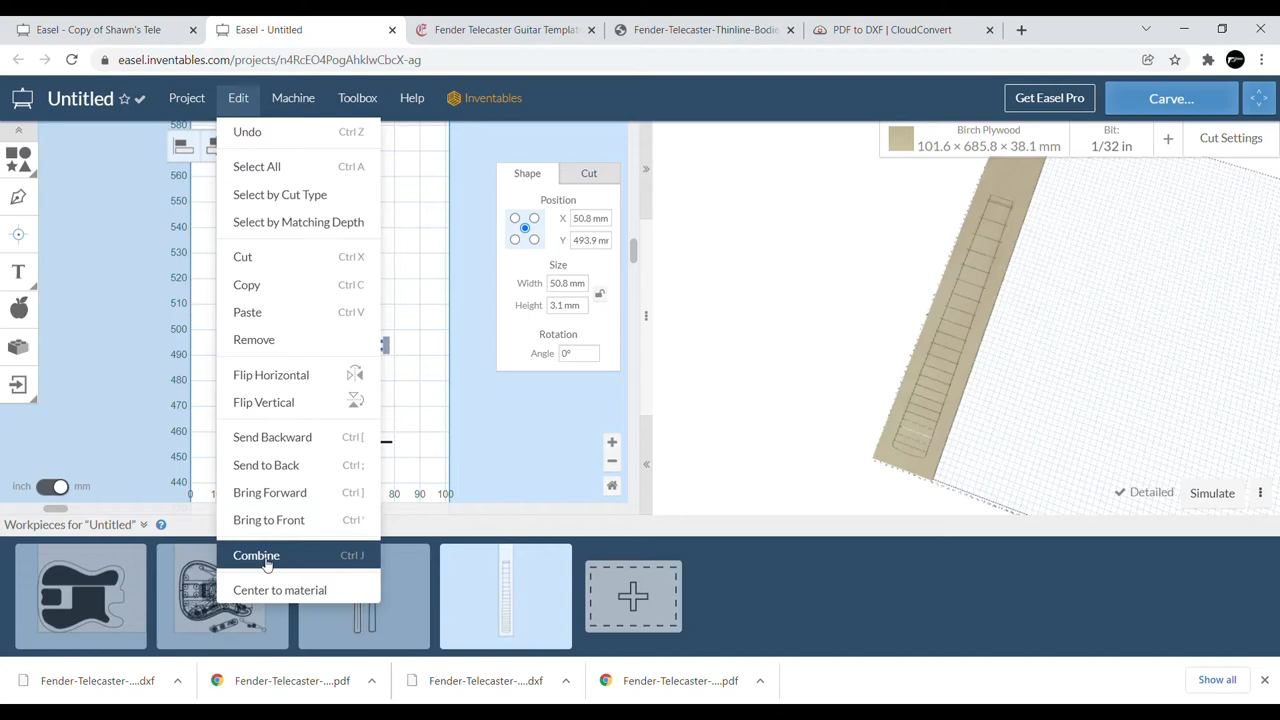 Easel - Copy of Shawn's Tele
Easel - Untitled
Fender Telecaster Guitar Templat
Fender-Telecaster-Thinline-Bodie
PDF to DXF | CloudConvert
easel.inventables.com/projects/n4RcEO4PogAhkIwCbcX-ag
Untitled
Project
Edit
Machine
Toolbox
Help
Inventables
Get Easel Pro
Carve...
Undo Ctrl Z
Select All Ctrl A
Select by Cut Type
Select by Matching Depth
Cut Ctrl X
Copy Ctrl C
Paste Ctrl V
Remove
Flip Horizontal
Flip Vertical
Send Backward Ctrl [
Send to Back Ctrl ;
Bring Forward Ctrl ]
Bring to Front Ctrl '
Combine Ctrl J
Center to material
580
560
550
540
530
520
510
500
490
480
470
460
450
440
0
80
90
100
T
Shape
Cut
Position
X 50.8 mm
Y 493.9 mr
Size
Width 50.8 mm
Height 3.1 mm
Rotation
Angle 0°
Birch Plywood
101.6 × 685.8 × 38.1 mm
Bit:
1/32 in
Cut Settings
inch
mm
Detailed
Simulate
Workpieces for "Untitled"
Fender-Telecaster-....dxf
Fender-Telecaster-....pdf
Fender-Telecaster-....dxf
Fender-Telecaster-....pdf
Show all